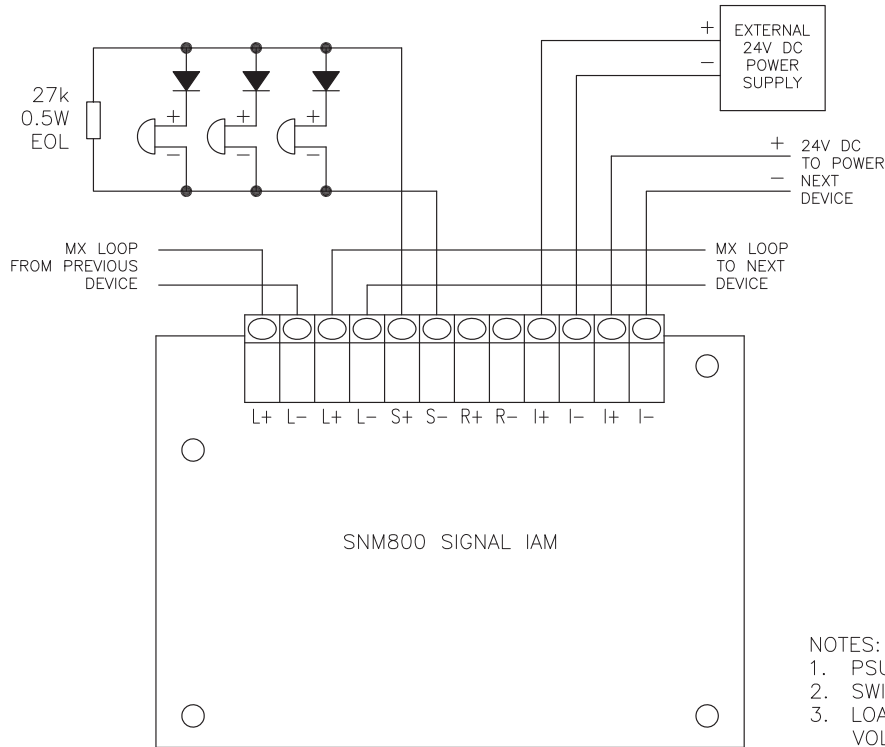 EXTERNAL
24V DC
POWER
SUPPLY
+
−
27k
0.5W
EOL
+
−
+
−
+
−
+ 24V DC
TO POWER
− NEXT
DEVICE
MX LOOP
FROM PREVIOUS
DEVICE
MX LOOP
TO NEXT
DEVICE
L+ L− L+ L− S+ S− R+ R− I+ I− I+ I−
SNM800 SIGNAL IAM
NOTES:
1. PSU
2.
3.